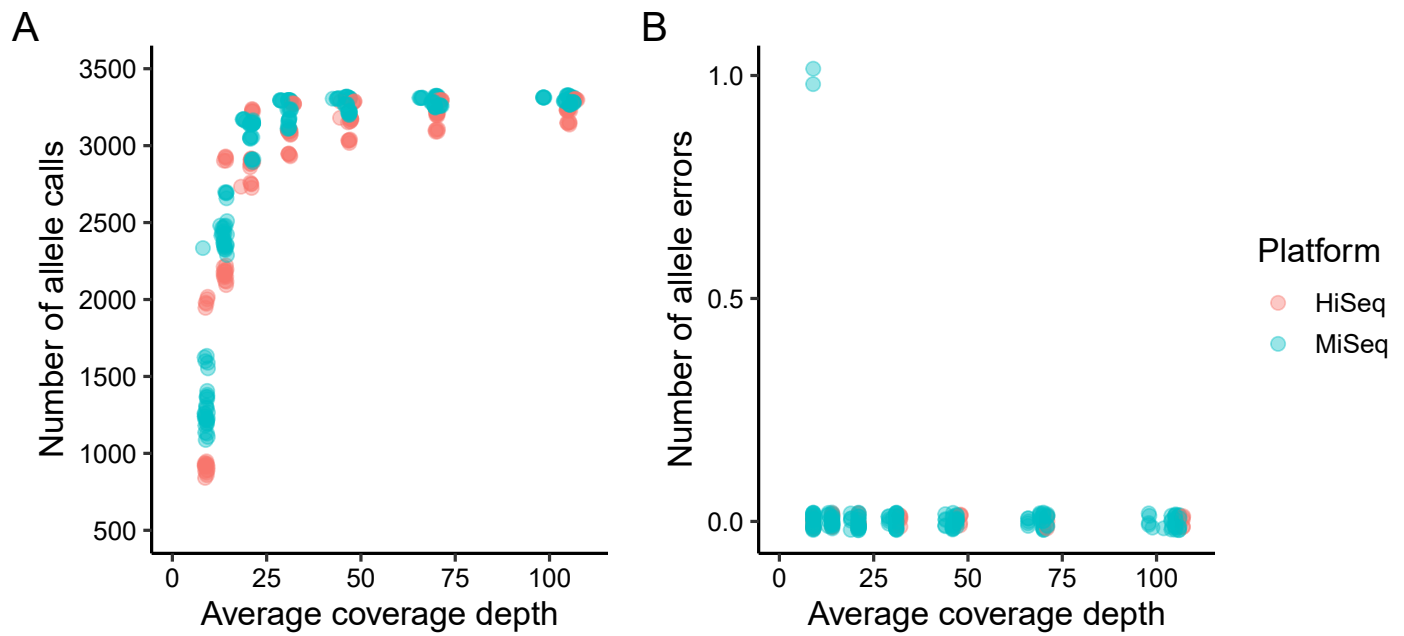 A
Number of allele calls
3500
3000
2500
2000
1500
1000
500
0 25 50 75 100
Average coverage depth
B
Number of allele errors
1.0
0.5
0.0
0 25 50 75 100
Average coverage depth
Platform
HiSeq
MiSeq